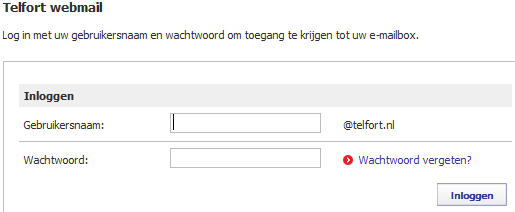 Telfort webmail
Log in met uw gebruikersnaam en wachtwoord om toegang te krijgen tot uw e-mailbox.
Inloggen
Gebruikersnaam: @telfort.nl
Wachtwoord: Wachtwoord vergeten?
Inloggen